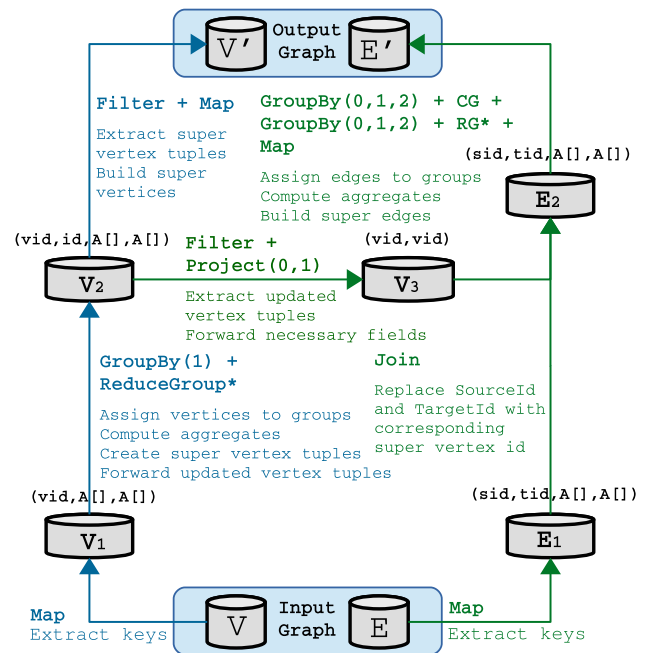 V' Output Graph E'
Filter + Map
Extract super
vertex tuples
Build super
vertices
GroupBy(0,1,2) + CG +
GroupBy(0,1,2) + RG* +
Map
Assign edges to groups
Compute aggregates
Build super edges
(sid,tid,A[],A[])
E2
(vid,id,A[],A[])
V2
Filter +
Project(0,1)
Extract updated
vertex tuples
Forward necessary fields
(vid,vid)
V3
GroupBy(1) +
ReduceGroup*
Assign vertices to groups
Compute aggregates
Create super vertex tuples
Forward updated vertex tuples
Join
Replace SourceId
and TargetId with
corresponding
super vertex id
(vid,A[],A[])
V1
(sid,tid,A[],A[])
E1
Map
Extract keys
V Input Graph E
Map
Extract keys